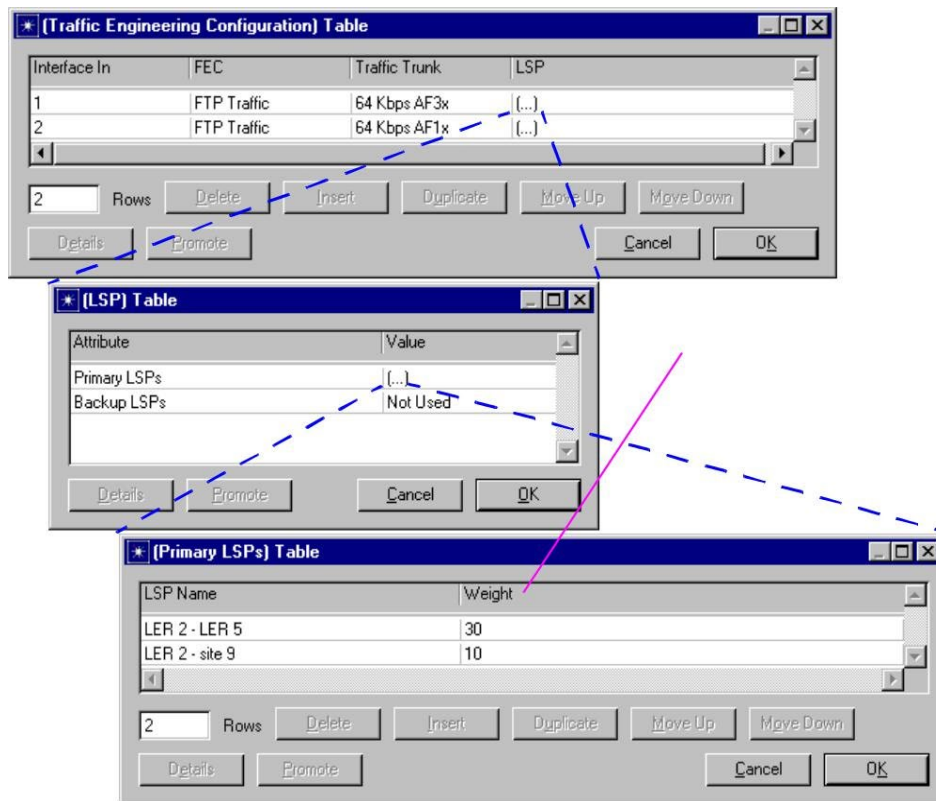 (Traffic Engineering Configuration) Table
Interface In FEC Traffic Trunk LSP
1 FTP Traffic 64 Kbps AF3x (...)
2 FTP Traffic 64 Kbps AF1x (...)
2 Rows Delete Insert Duplicate Move Up Move Down
Details Promote Cancel OK
(LSP) Table
Attribute Value
Primary LSPs (...)
Backup LSPs Not Used
Details Promote Cancel OK
(Primary LSPs) Table
LSP Name Weight
LER 2 - LER 5 30
LER 2 - site 9 10
2 Rows Delete Insert Duplicate Move Up Move Down
Details Promote Cancel OK